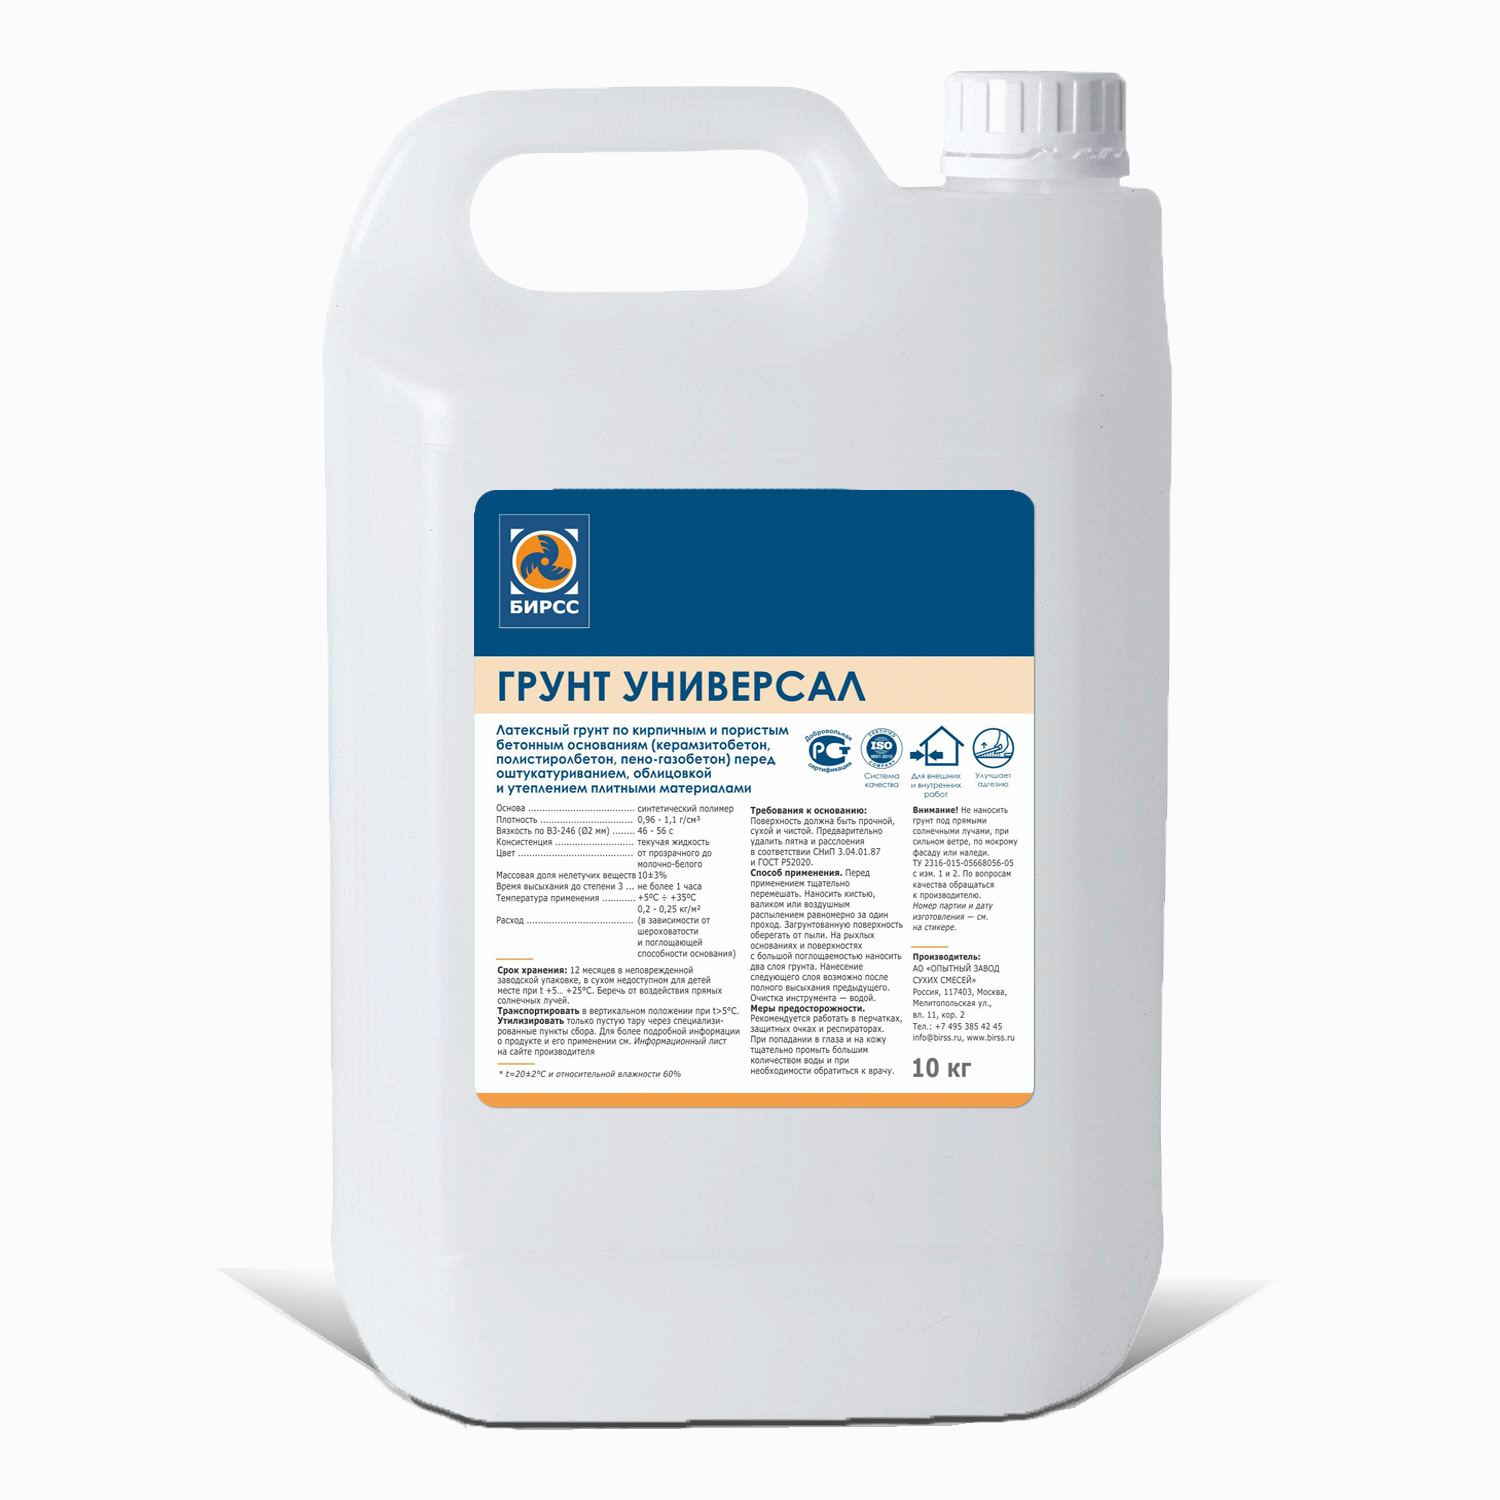 БИРСС
ГРУНТ УНИВЕРСАЛ
Латексный грунт по кирпичным и пористым
бетонным основаниям (керамзитобетон,
полистиролбетон, пено-газобетон) перед
оштукатуриванием, облицовкой
и утеплением плитными материалами
Добровольная
РСТ
сертификация
CERTIFIED
ISO
9001:2015
COMPANY
Система
качества
Для внешних
и внутренних
работ
Улучшает
адгезию
Основа ..................................... синтетический полимер
Плотность ................................ 0,96 - 1,1 г/см³
Вязкость по ВЗ-246 (Ø2 мм) ........ 46 - 56 с
Консистенция ........................... текучая жидкость
Цвет ........................................ от прозрачного до
молочно-белого
Массовая доля нелетучих веществ 10±3%
Время высыхания до степени 3 ... не более 1 часа
Температура применения ............ +5ºС ÷ +35ºС
0,2 - 0,25 кг/м²
Расход ..................................... (в зависимости от
шероховатости
и поглощающей
способности основания)
Срок хранения: 12 месяцев в неповрежденной
заводской упаковке, в сухом недоступном для детей
месте при t +5… +25ºС. Беречь от воздействия прямых
солнечных лучей.
Транспортировать в вертикальном положении при t>5ºС.
Утилизировать только пустую тару через специализи-
рованные пункты сбора. Для более подробной информации
о продукте и его применении см. Информационный лист
на сайте производителя
* t=20±2°С и относительной влажности 60%
Требования к основанию:
Поверхность должна быть прочной,
сухой и чистой. Предварительно
удалить пятна и расслоения
в соответствии СНиП 3.04.01.87
и ГОСТ Р52020.
Способ применения. Перед
применением тщательно
перемешать. Наносить кистью,
валиком или воздушным
распылением равномерно за один
проход. Загрунтованную поверхность
оберегать от пыли. На рыхлых
основаниях и поверхностях
с большой поглощаемостью наносить
два слоя грунта. Нанесение
следующего слоя возможно после
полного высыхания предыдущего.
Очистка инструмента — водой.
Меры предосторожности.
Рекомендуется работать в перчатках,
защитных очках и респираторах.
При попадании в глаза и на кожу
тщательно промыть большим
количеством воды и при
необходимости обратиться к врачу.
Внимание! Не наносить
грунт под прямыми
солнечными лучами, при
сильном ветре, по мокрому
фасаду или наледи.
ТУ 2316-015-05668056-05
с изм. 1 и 2. По вопросам
качества обращаться
к производителю.
Номер партии и дату
изготовления — см.
на стикере.
Производитель:
АО «ОПЫТНЫЙ ЗАВОД
СУХИХ СМЕСЕЙ»
Россия, 117403, Москва,
Мелитопольская ул.,
вл. 11, кор. 2
Тел.: +7 495 385 42 45
info@birss.ru, www.birss.ru
10 кг